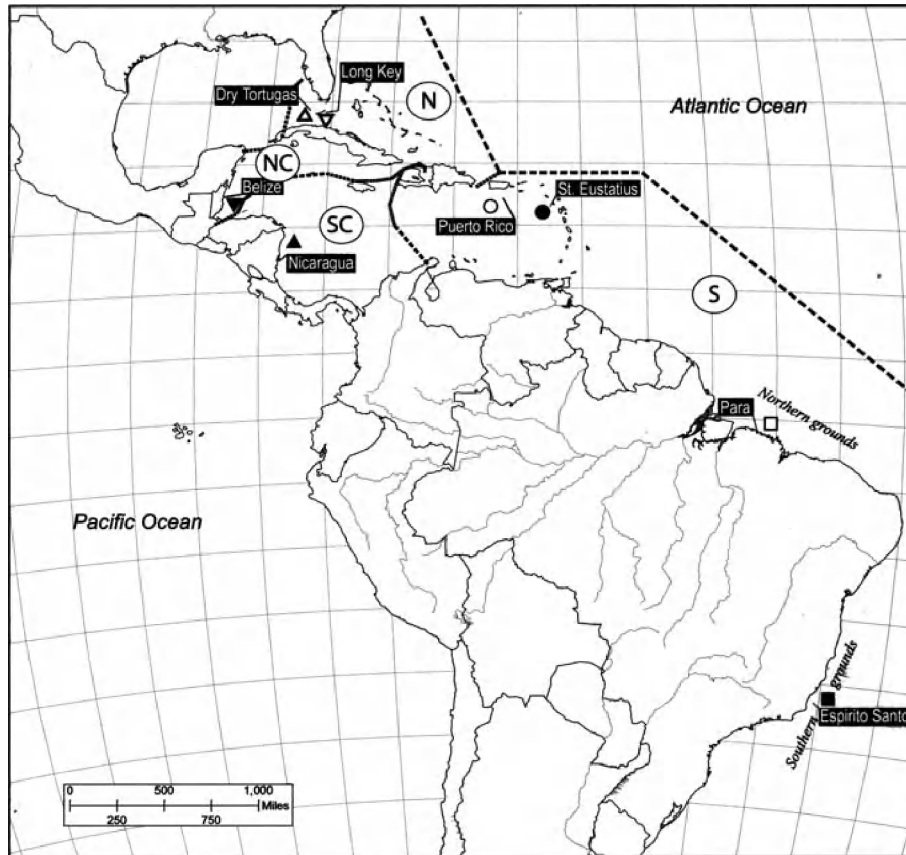 Long Key
Dry Tortugas
N
Atlantic Ocean
NC
Belize
St. Eustatius
SC
Puerto Rico
Nicaragua
S
Para
Northern grounds
Pacific Ocean
Southern grounds
Espirito Santo
0 500 1,000
Miles
250 750